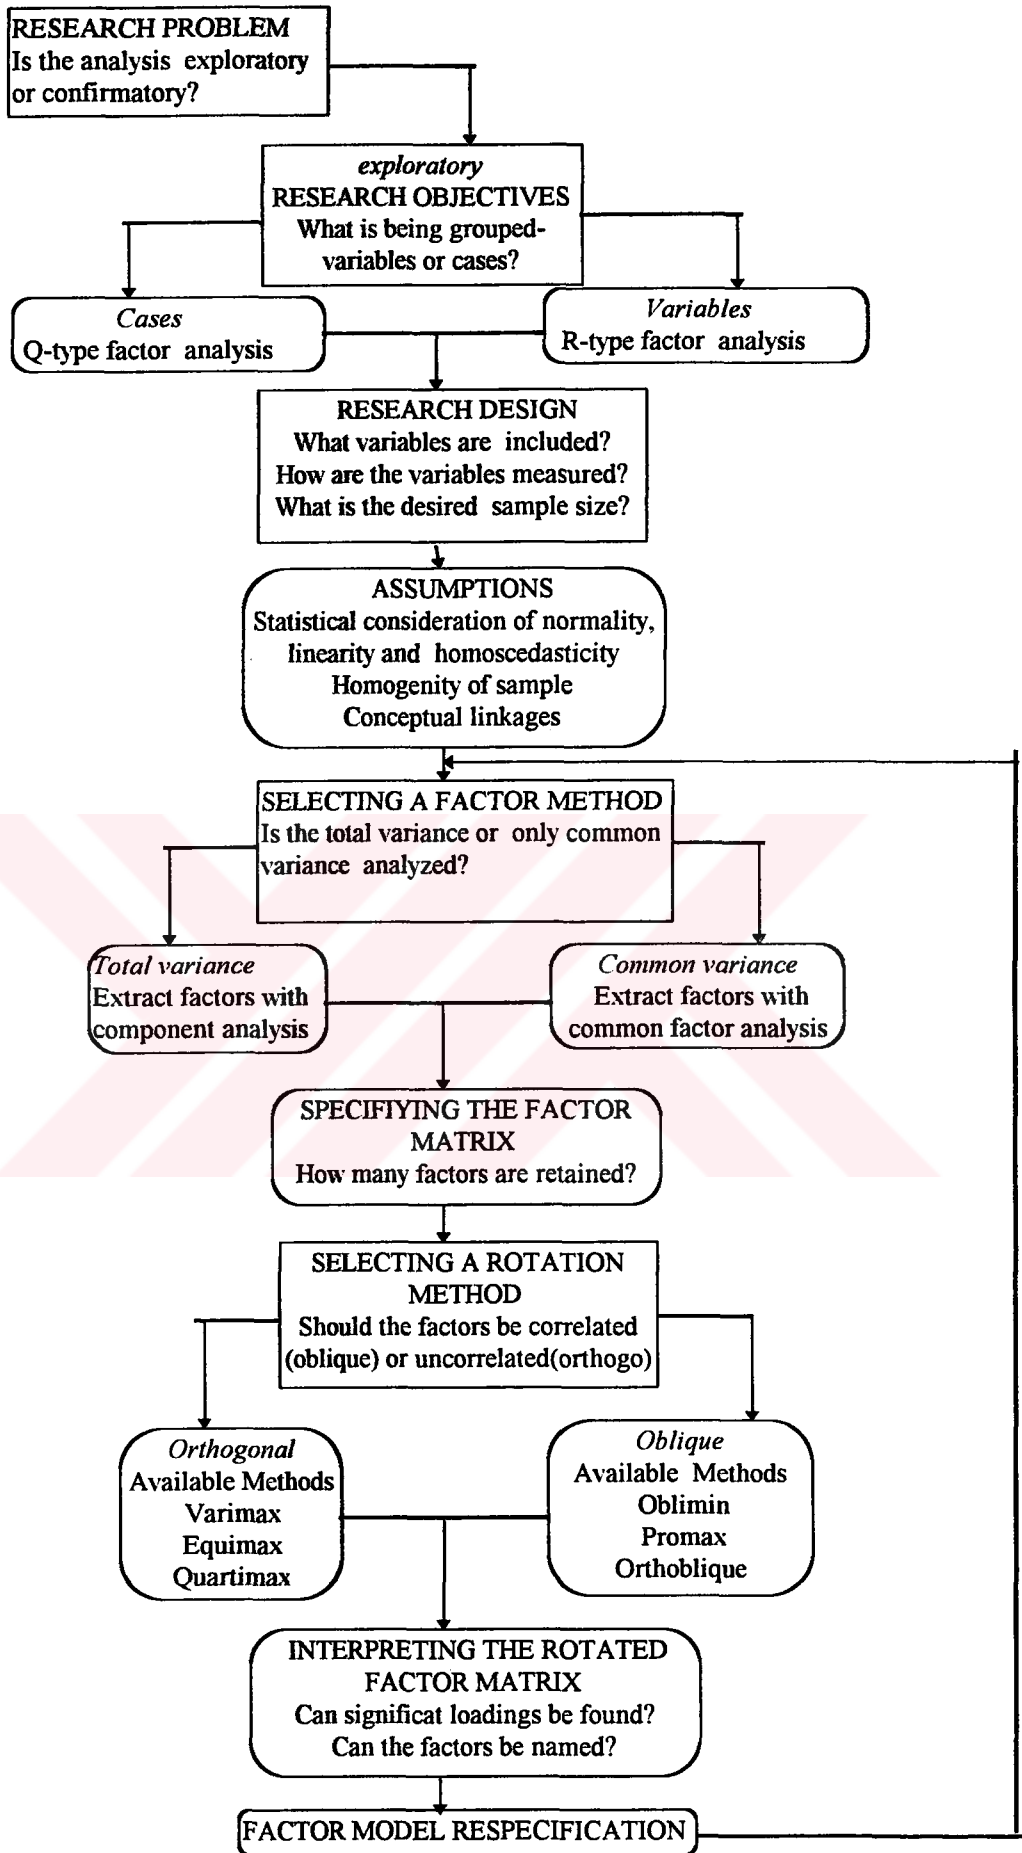 RESEARCH PROBLEM
Is the analysis exploratory
or confirmatory?
exploratory
RESEARCH OBJECTIVES
What is being grouped-
variables or cases?
Cases
Q-type factor analysis
Variables
R-type factor analysis
RESEARCH DESIGN
What variables are included?
How are the variables measured?
What is the desired sample size?
ASSUMPTIONS
Statistical consideration of normality,
linearity and homoscedasticity
Homogenity of sample
Conceptual linkages
SELECTING A FACTOR METHOD
Is the total variance or only common
variance analyzed?
Total variance
Extract factors with
component analysis
Common variance
Extract factors with
common factor analysis
SPECIFIYING THE FACTOR
MATRIX
How many factors are retained?
SELECTING A ROTATION
METHOD
Should the factors be correlated
(oblique) or uncorrelated(orthogo)
Orthogonal
Available Methods
Varimax
Equimax
Quartimax
Oblique
Available Methods
Oblimin
Promax
Orthoblique
INTERPRETING THE ROTATED
FACTOR MATRIX
Can significat loadings be found?
Can the factors be named?
FACTOR MODEL RESPECIFICATION